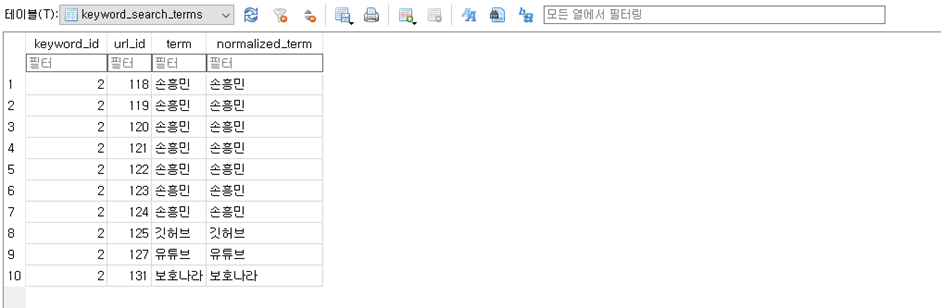 테이블(T): keyword_search_terms 모든 열에서 필터링
keyword_id url_id term normalized_term
필터 필터 필터 필터
1 2 118 손흥민 손흥민
2 2 119 손흥민 손흥민
3 2 120 손흥민 손흥민
4 2 121 손흥민 손흥민
5 2 122 손흥민 손흥민
6 2 123 손흥민 손흥민
7 2 124 손흥민 손흥민
8 2 125 깃허브 깃허브
9 2 127 유튜브 유튜브
10 2 131 보호나라 보호나라